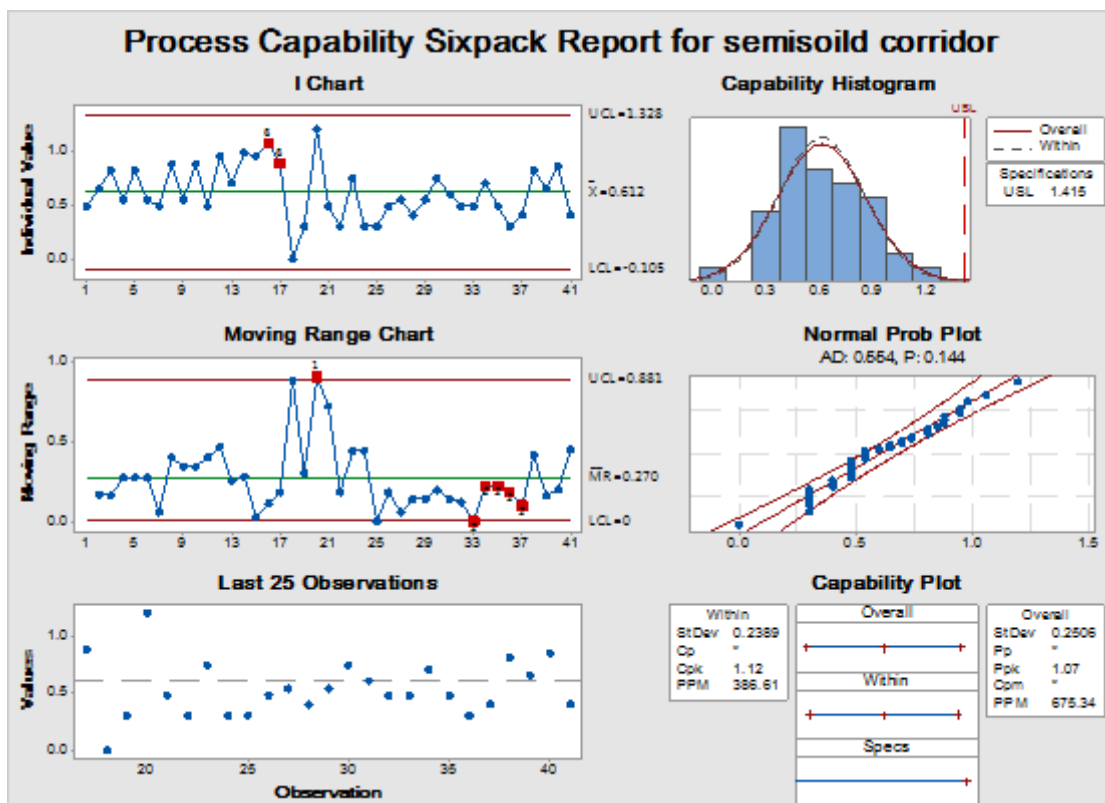 Process Capability Sixpack Report for semisoild corridor
I Chart
Individual Value
1.0
0.5
0.0
6
6
UCL=1.328
X=0.612
LCL=-0.105
1 5 9 13 17 21 25 29 33 37 41
Capability Histogram
USL
0.0 0.3 0.6 0.9 1.2
Overall
Within
Specifications
USL 1.415
Moving Range Chart
Moving Range
1.0
0.5
0.0
1
UCL=0.881
MR=0.270
LCL=0
1 5 9 13 17 21 25 29 33 37 41
Normal Prob Plot
AD: 0.554, P: 0.144
0.0 0.5 1.0 1.5
Last 25 Observations
Values
1.0
0.5
0.0
20 25 30 35 40
Observation
Capability Plot
Within
StDev 0.2389
Cp *
Cpk 1.12
PPM 386.61
Overall
Within
Specs
Overall
StDev 0.2506
Pp *
Ppk 1.07
Cpm *
PPM 675.34